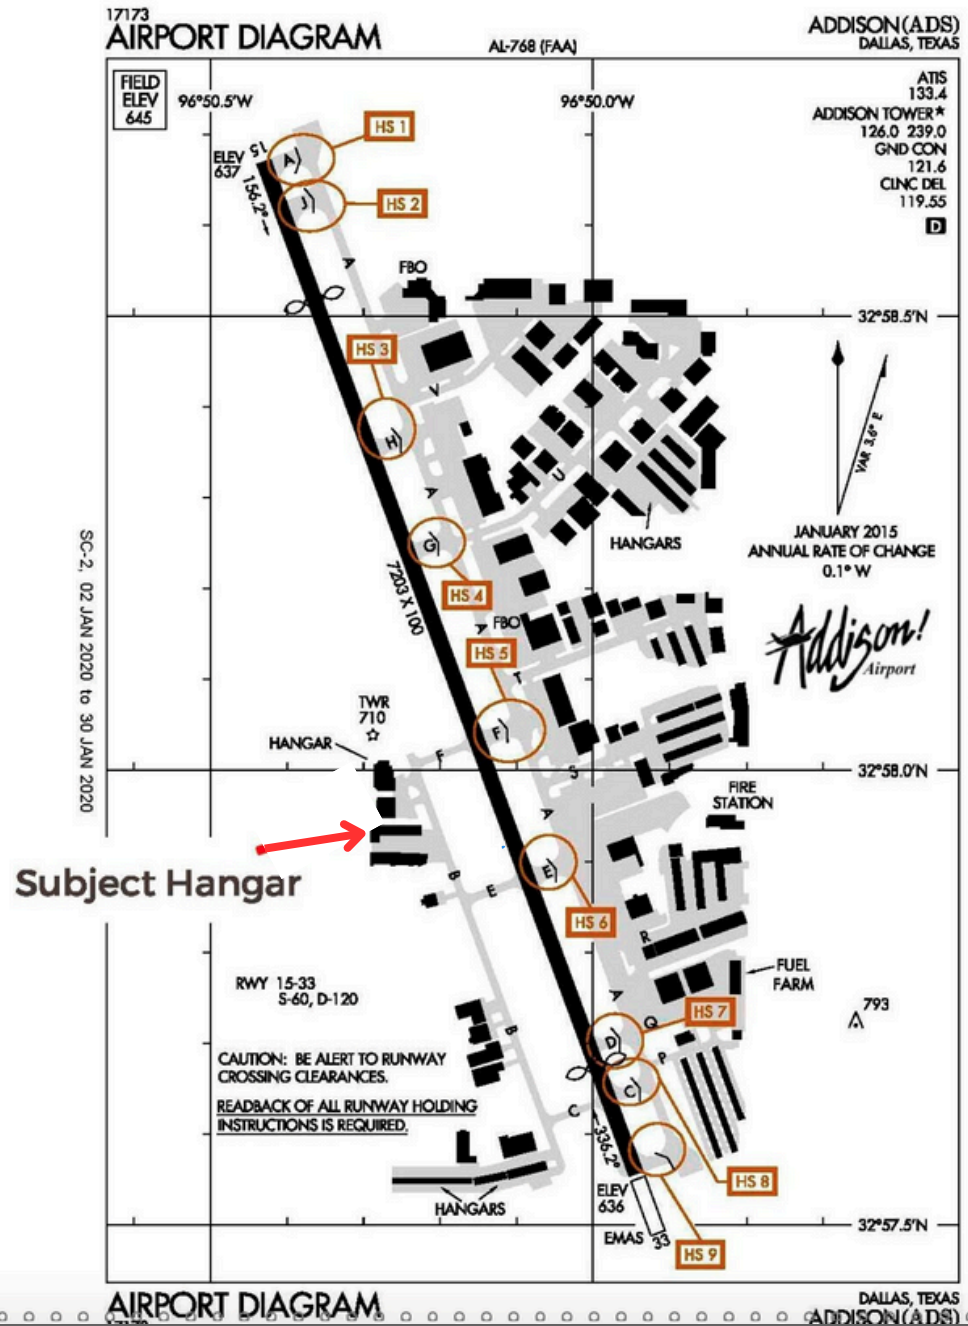 17173
AIRPORT DIAGRAM
AL-768 (FAA)
ADDISON (ADS)
DALLAS, TEXAS
FIELD
ELEV
645
96°50.5'W
96°50.0'W
ATIS
133.4
ADDISON TOWER★
126.0 239.0
GND CON
121.6
CLNC DEL
119.55
D
HS 1
15
ELEV
637
A
156.2°→
J
HS 2
A
FBO
32°58.5'N
HS 3
V
H
VAR 3.6° E
A
U
G
HANGARS
JANUARY 2015
ANNUAL RATE OF CHANGE
0.1° W
7203 X 100
HS 4
A
FBO
HS 5
Addison!
Airport
T
TWR
710
F
HANGAR
F
S
32°58.0'N
SC-2, 02 JAN 2020 to 30 JAN 2020
FIRE
STATION
A
Subject Hangar
E
B
E
HS 6
R
FUEL
FARM
RWY 15-33
S-60, D-120
A
793
HS 7
Q
B
D
P
CAUTION: BE ALERT TO RUNWAY
CROSSING CLEARANCES.
C
READBACK OF ALL RUNWAY HOLDING
INSTRUCTIONS IS REQUIRED.
C
←336.2°
HS 8
ELEV
636
HANGARS
32°57.5'N
EMAS
33
HS 9
AIRPORT DIAGRAM
DALLAS, TEXAS
ADDISON (ADS)
17173